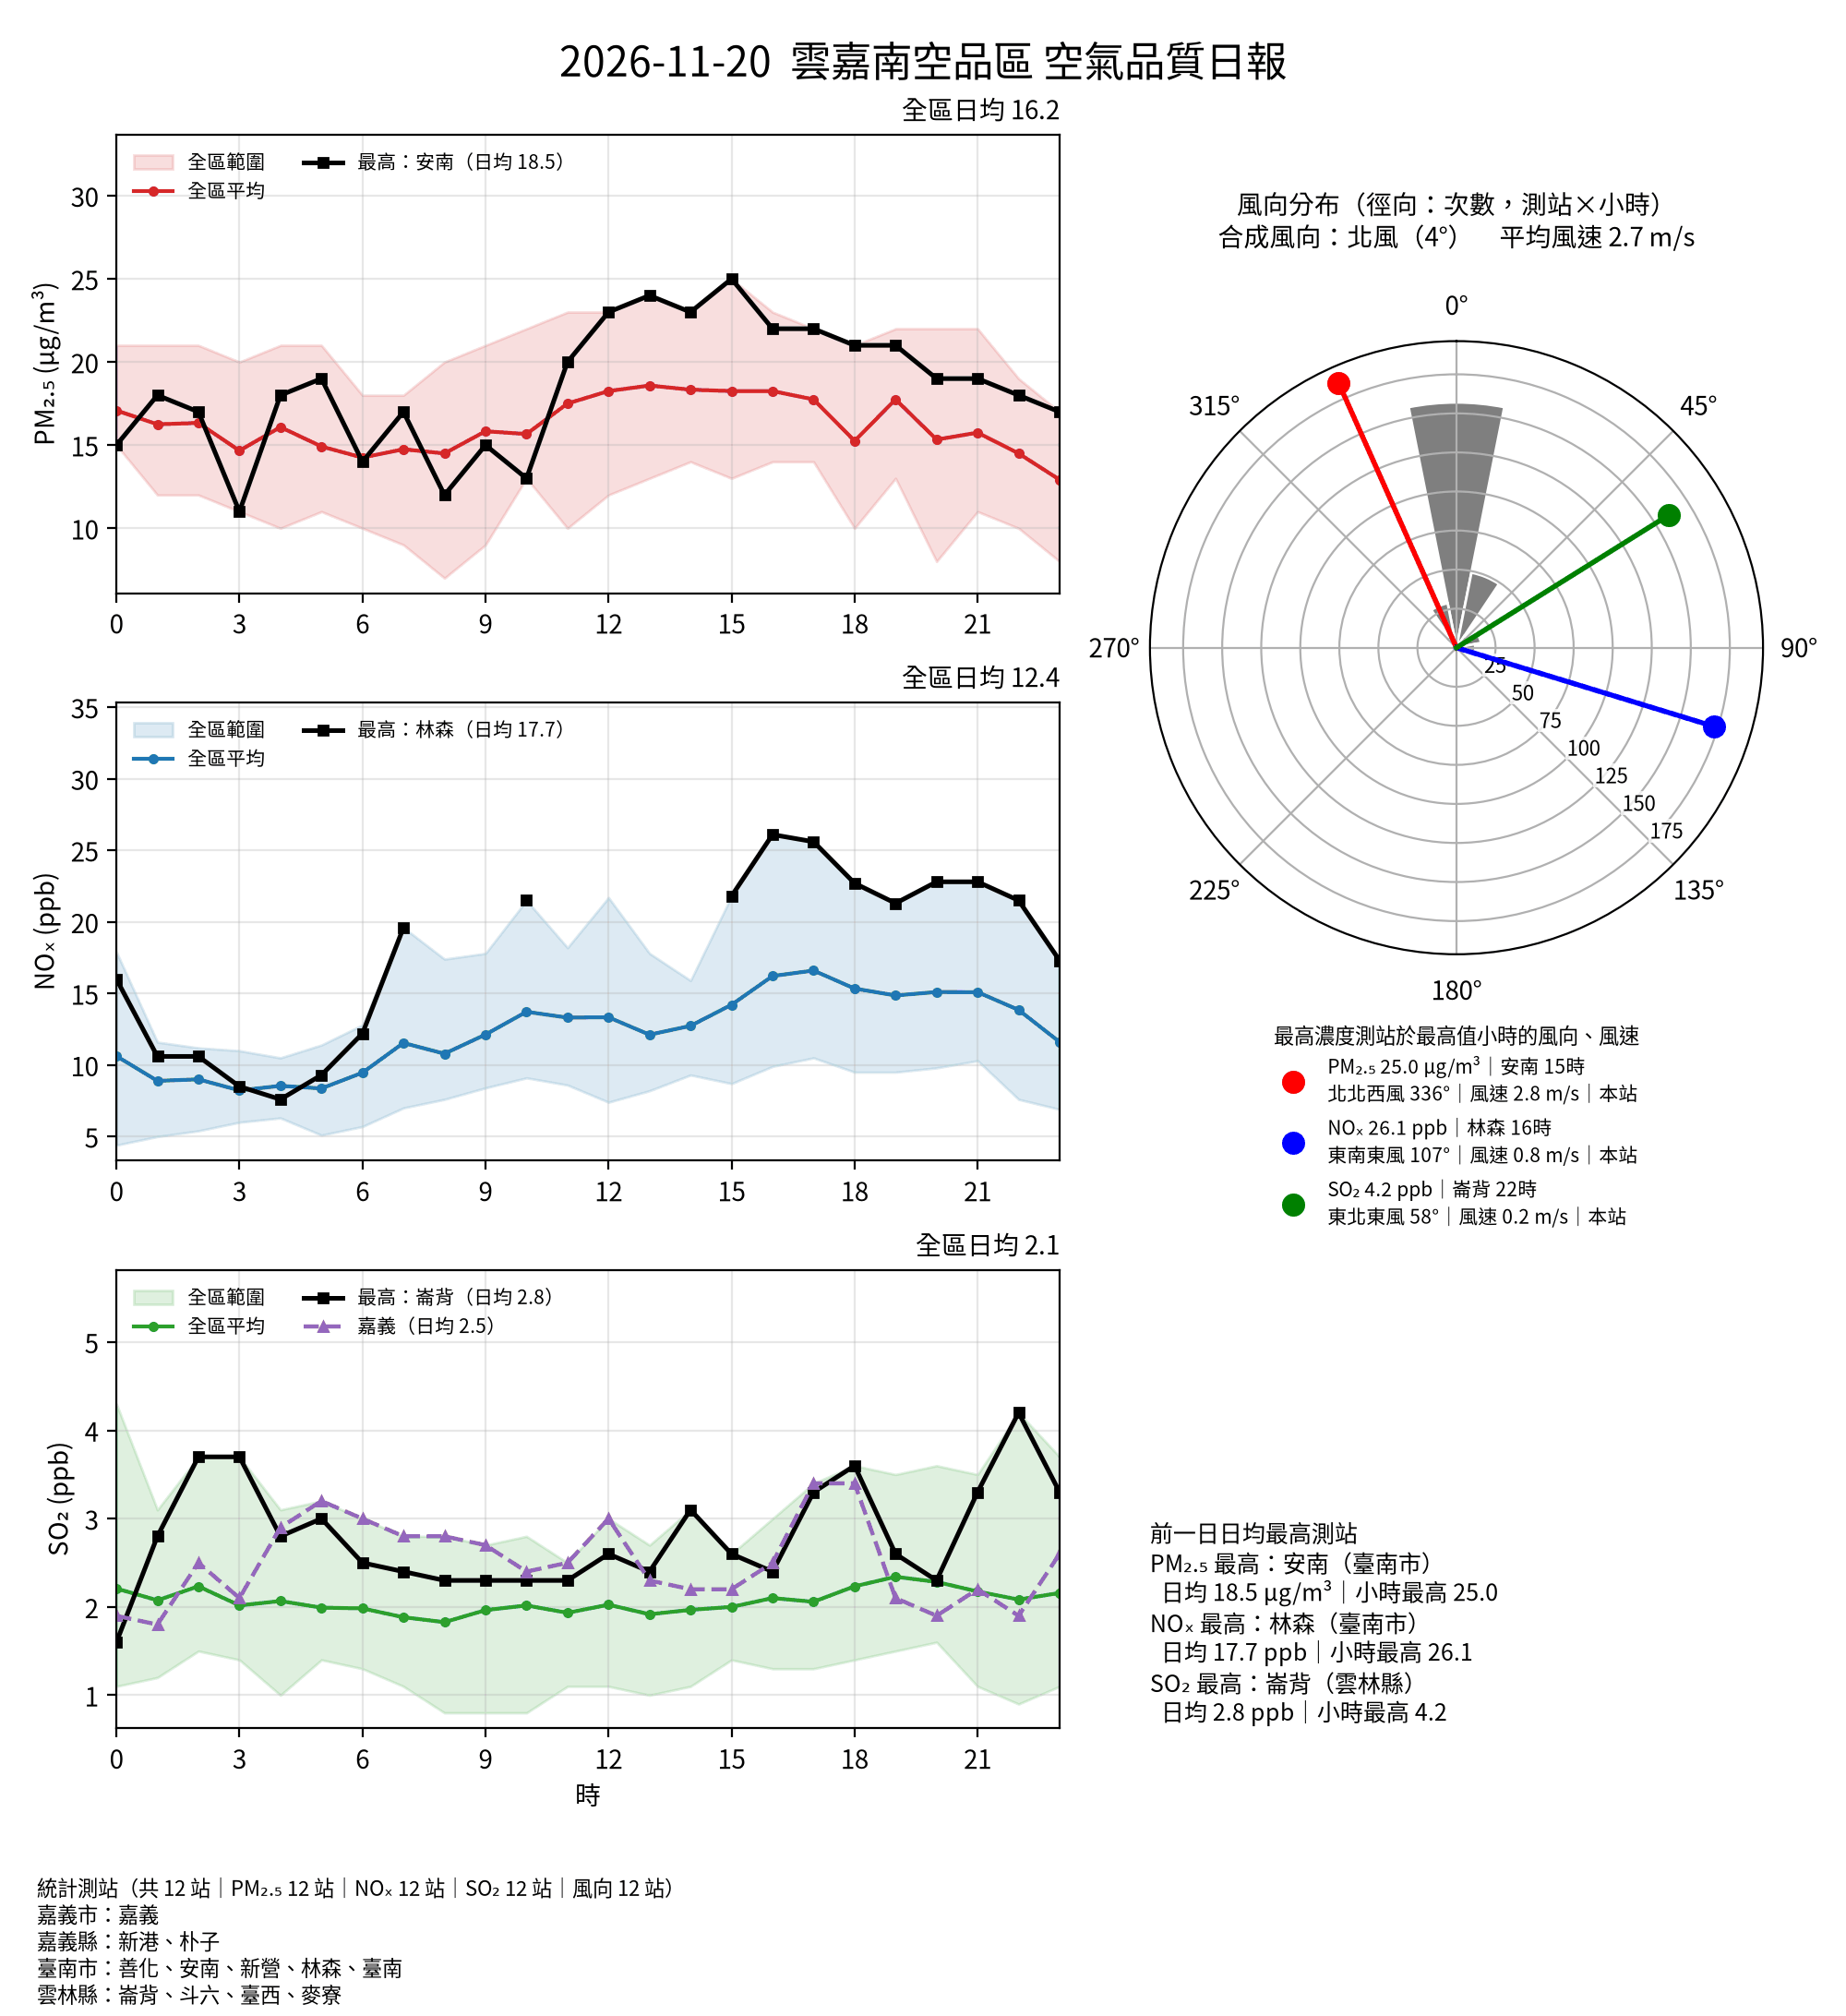 2026-11-20 雲嘉南空品區 空氣品質日報
全區日均 16.2
全區範圍
全區平均
最高：安南（日均 18.5）
PM₂.₅ (μg/m³)
30
25
20
15
10
0 3 6 9 12 15 18 21
全區日均 12.4
全區範圍
全區平均
最高：林森（日均 17.7）
NOₓ (ppb)
35
30
25
20
15
10
5
0 3 6 9 12 15 18 21
全區日均 2.1
全區範圍
全區平均
最高：崙背（日均 2.8）
嘉義（日均 2.5）
SO₂ (ppb)
5
4
3
2
1
0 3 6 9 12 15 18 21
時
風向分布（徑向：次數，測站×小時）
合成風向：北風（4°） 平均風速 2.7 m/s
0°
45°
90°
135°
180°
225°
270°
315°
25
50
75
100
125
150
175
最高濃度測站於最高值小時的風向、風速
PM₂.₅ 25.0 μg/m³｜安南 15時
北北西風 336°｜風速 2.8 m/s｜本站
NOₓ 26.1 ppb｜林森 16時
東南東風 107°｜風速 0.8 m/s｜本站
SO₂ 4.2 ppb｜崙背 22時
東北東風 58°｜風速 0.2 m/s｜本站
前一日日均最高測站
PM₂.₅ 最高：安南（臺南市）
日均 18.5 μg/m³｜小時最高 25.0
NOₓ 最高：林森（臺南市）
日均 17.7 ppb｜小時最高 26.1
SO₂ 最高：崙背（雲林縣）
日均 2.8 ppb｜小時最高 4.2
統計測站（共 12 站｜PM₂.₅ 12 站｜NOₓ 12 站｜SO₂ 12 站｜風向 12 站）
嘉義市：嘉義
嘉義縣：新港、朴子
臺南市：善化、安南、新營、林森、臺南
雲林縣：崙背、斗六、臺西、麥寮